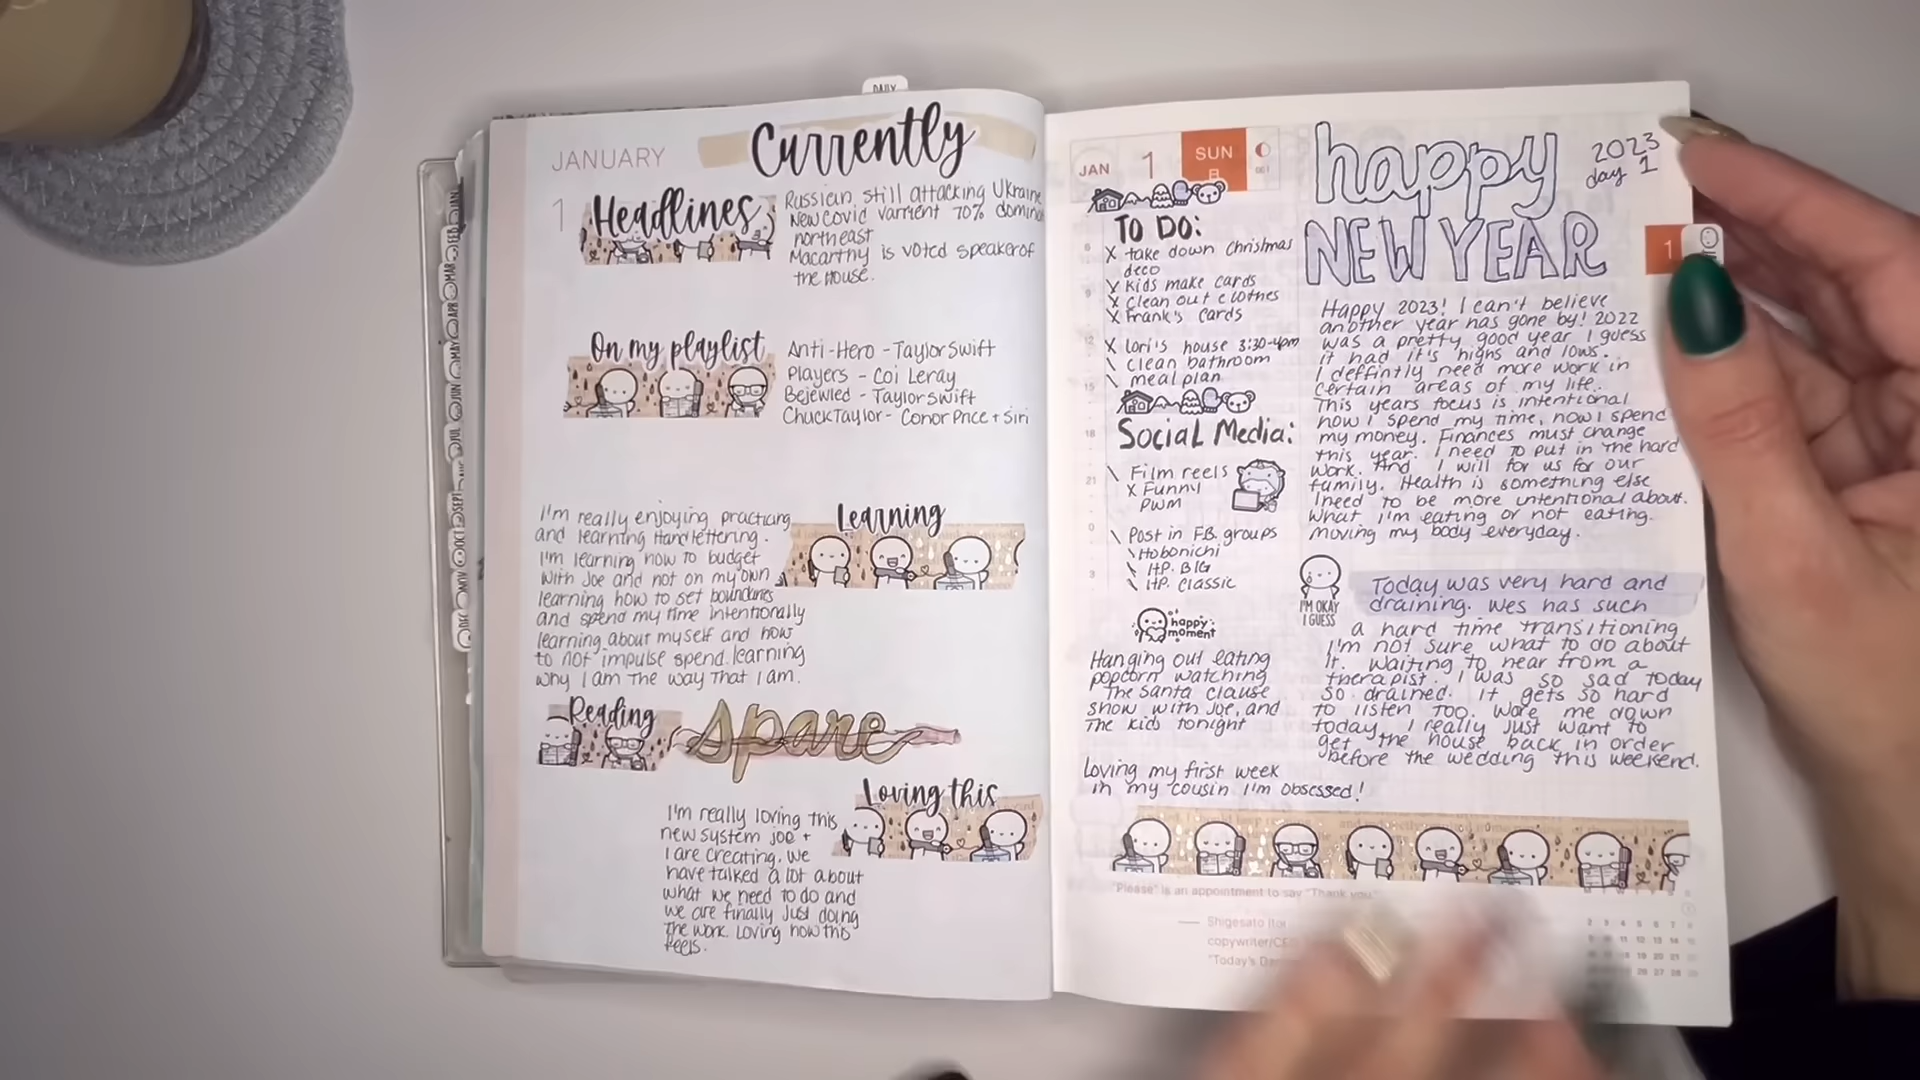 DAILY
JANUARY
Currently
1
Headlines
Russian still attacking Ukraine
New covid varrient 70%
northeast
Macarthy is voted speaker of
the House.
On my playlist
Anti-Hero - Taylor Swift
Players - Coi Leray
Bejewled - Taylor Swift
Chuck Taylor - Conor Price + Siri
Learning
I'm really enjoying practicing
and learning Hand lettering.
I'm learning how to budget
with Joe and not on my own
learning how to set boundaries
and spend my time intentionally
learning about myself and how
to not impulse spend. learning
why I am the way that I am.
Reading
spare
Loving this
I'm really loving this
new system joe +
I are creating. We
have talked a lot about
what we need to do and
we are finally just doing
the work. Loving how this
feels.
JAN 1 SUN
TO DO:
X take down christmas
deco
X kids make cards
X clean out clothes
X Frank's cards
X Lori's house 3:30-4pm
\ clean bathroom
\ meal plan
Social Media:
\ Film reels
X Funny
PWM
\ Post in F.B. groups
\ Hobonichi
\ HP. BIG
\ HP. Classic
happy
moment
Hanging out eating
popcorn watching
The Santa Clause
show with Joe, and
The kids tonight
Loving my first week
in my cousin I'm obsessed!
happy
NEW YEAR
2023
day 1
1
Happy 2023! I can't believe
another year has gone by! 2022
was a pretty good year I guess
it had it's highs and lows.
I deffintly need more work in
certain areas of my life.
This years focus is intentional
how I spend my time, how I spend
my money. Finances must change
this year. I need to put in the hard
work. And I will for us for our
family. Health is something else
I need to be more intentional about.
What I'm eating or not eating.
moving my body everyday.
I'M OKAY
I GUESS
Today was very hard and
draining. Wes has such
a hard time transitioning
I'm not sure what to do about
it. Waiting to hear from a
therapist. I was so sad today
so drained. it gets so hard
to listen too. Wore me down
today. I really just want to
get the house back in order
before the wedding this weekend.
"Please" is an appointment to say "Thank you."
Shigesato Itoi
copywriter/
"Today's